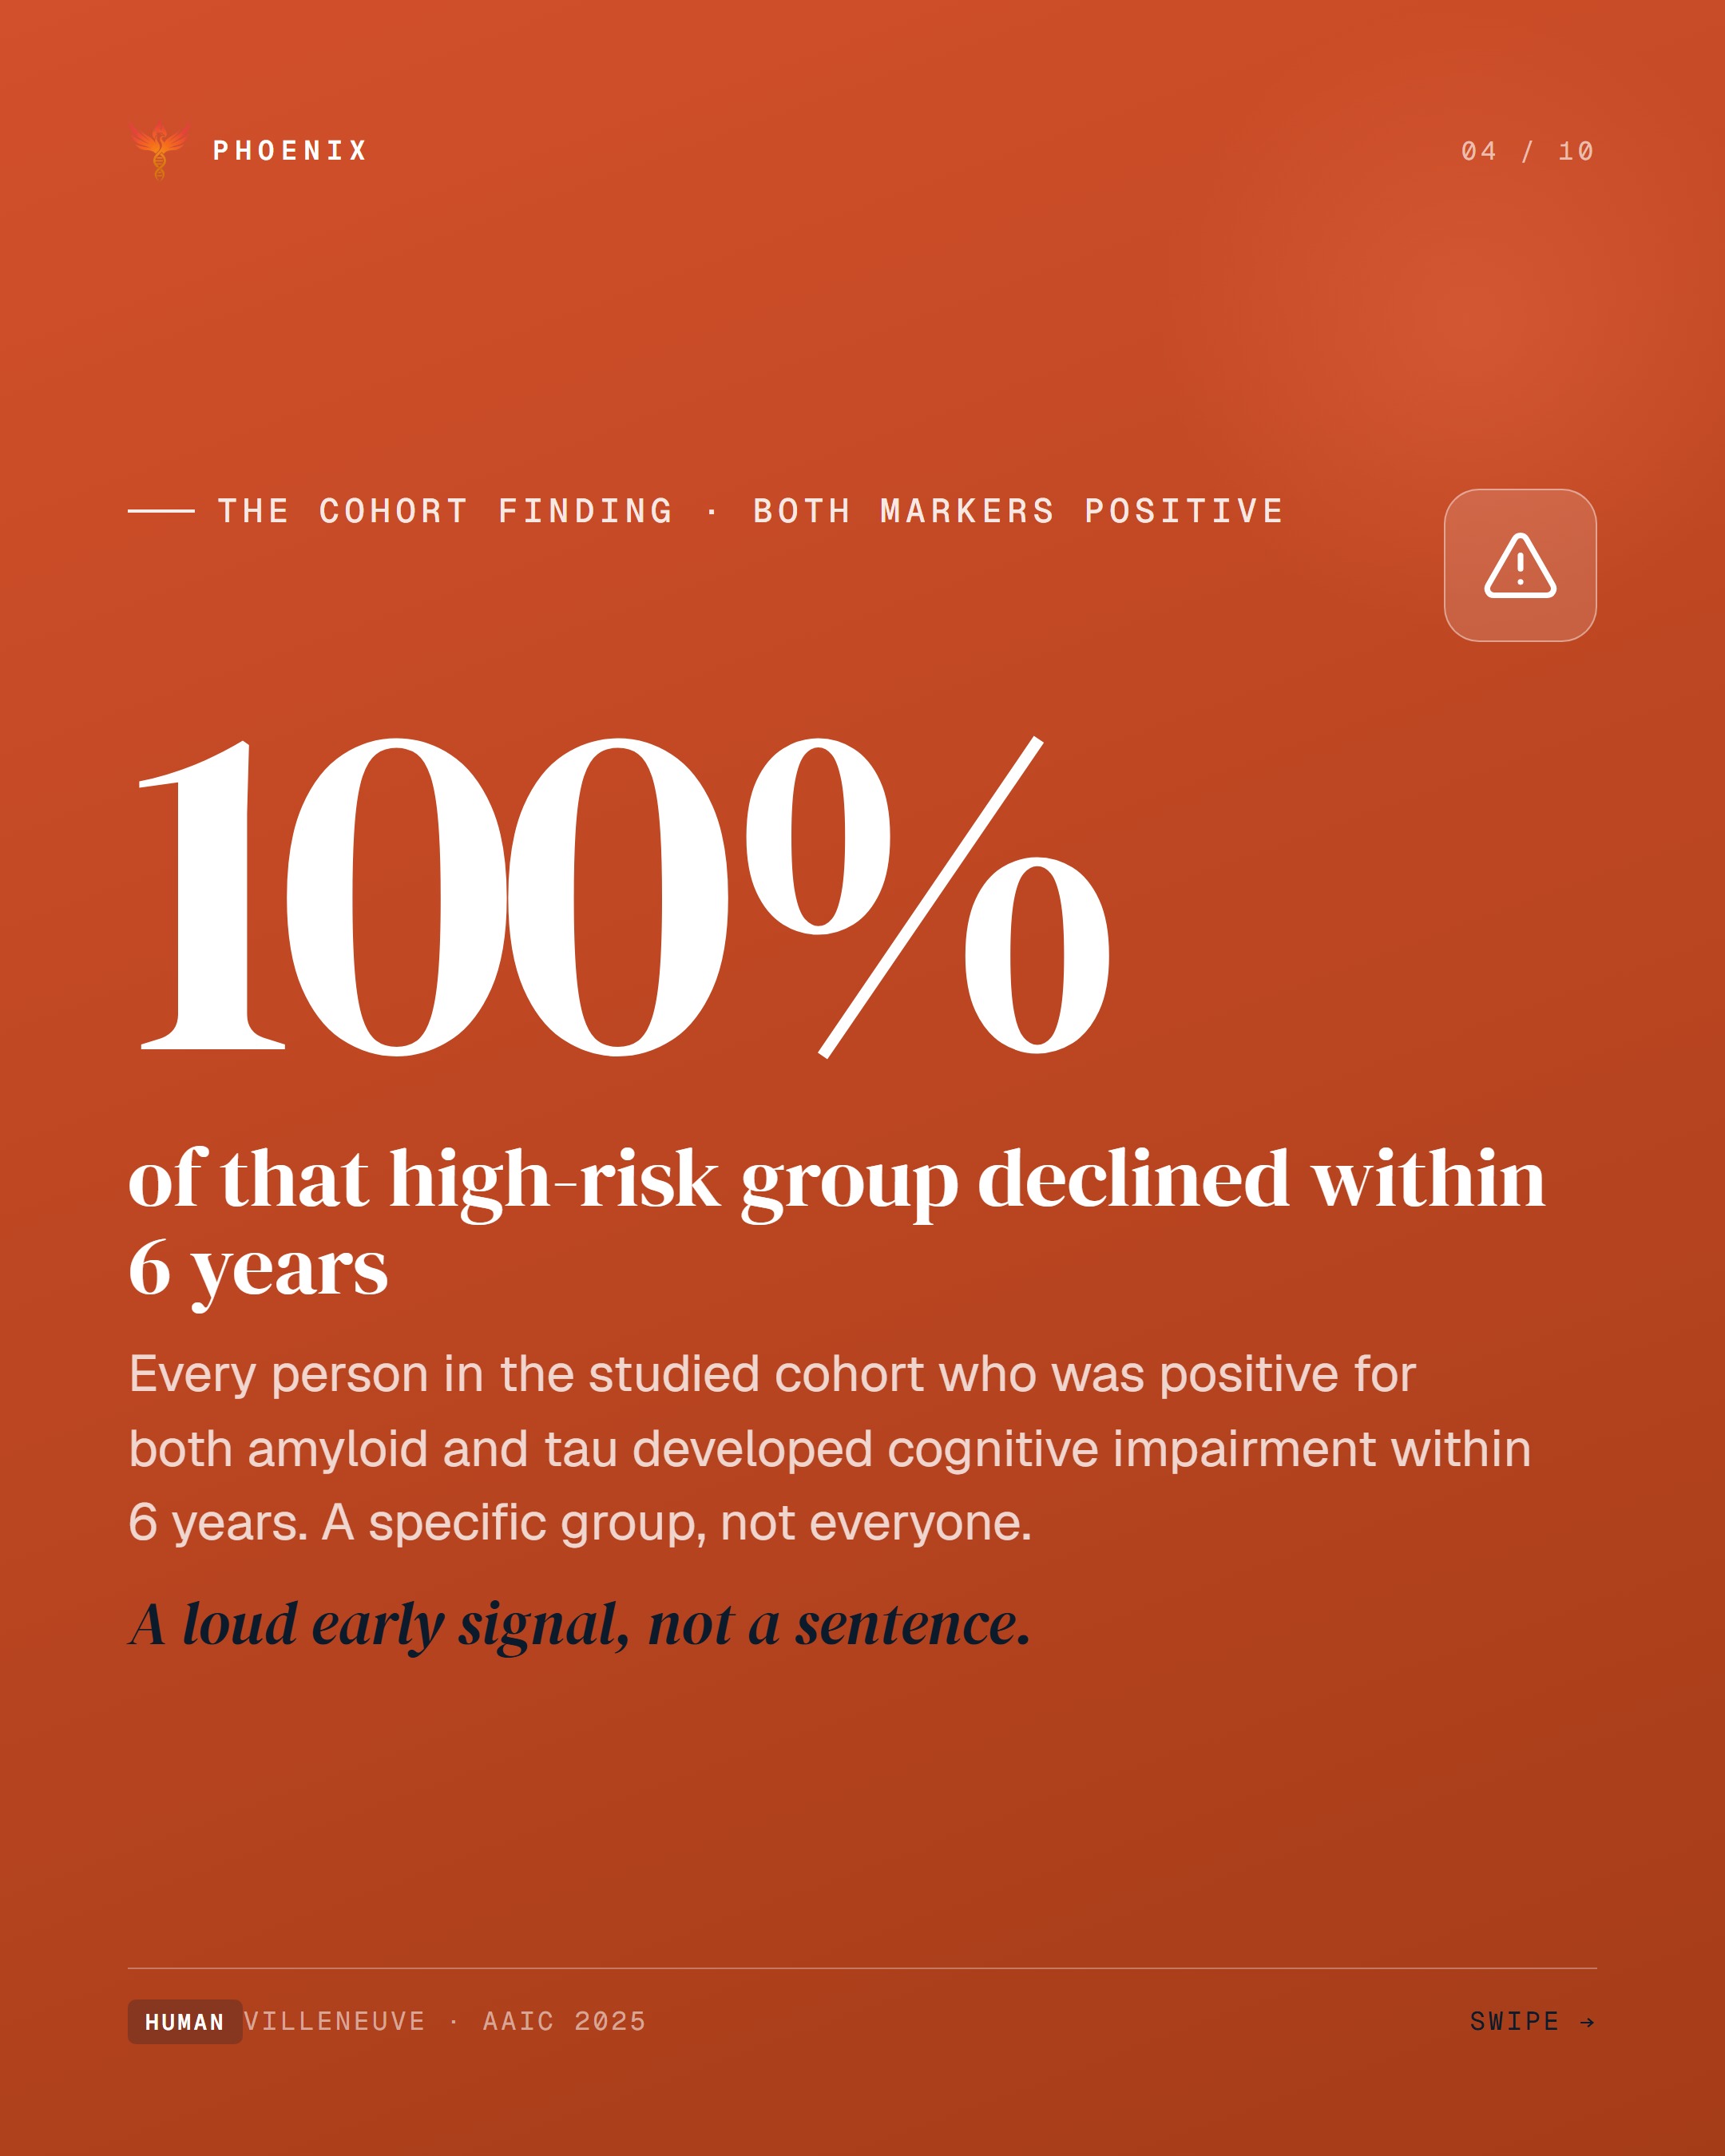 PHOENIX
04 / 10
THE COHORT FINDING · BOTH MARKERS POSITIVE
100%
of that high-risk group declined within
6 years
Every person in the studied cohort who was positive for
both amyloid and tau developed cognitive impairment within
6 years. A specific group, not everyone.
A loud early signal, not a sentence.
HUMAN VILLENEUVE · AAIC 2025
SWIPE →